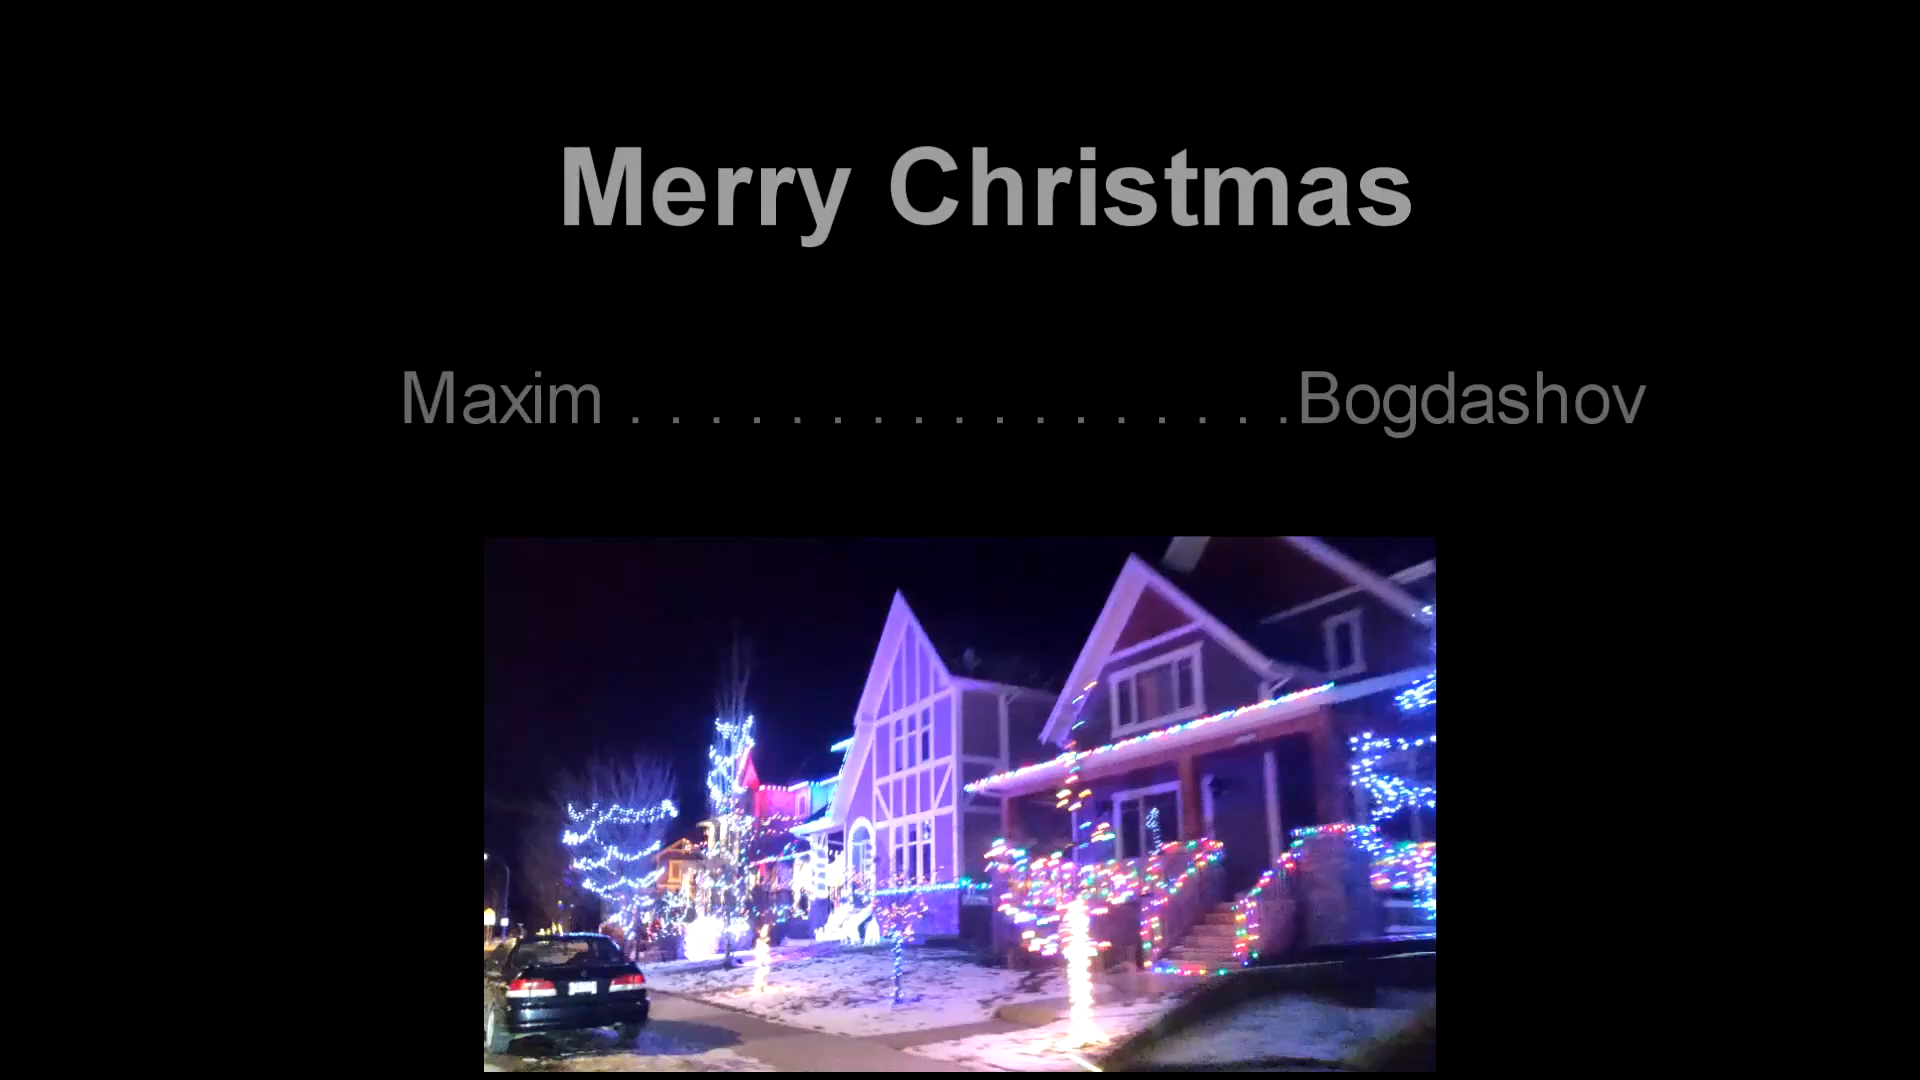 Merry Christmas
Maxim . . . . . . . . . . . . . . . . .Bogdashov